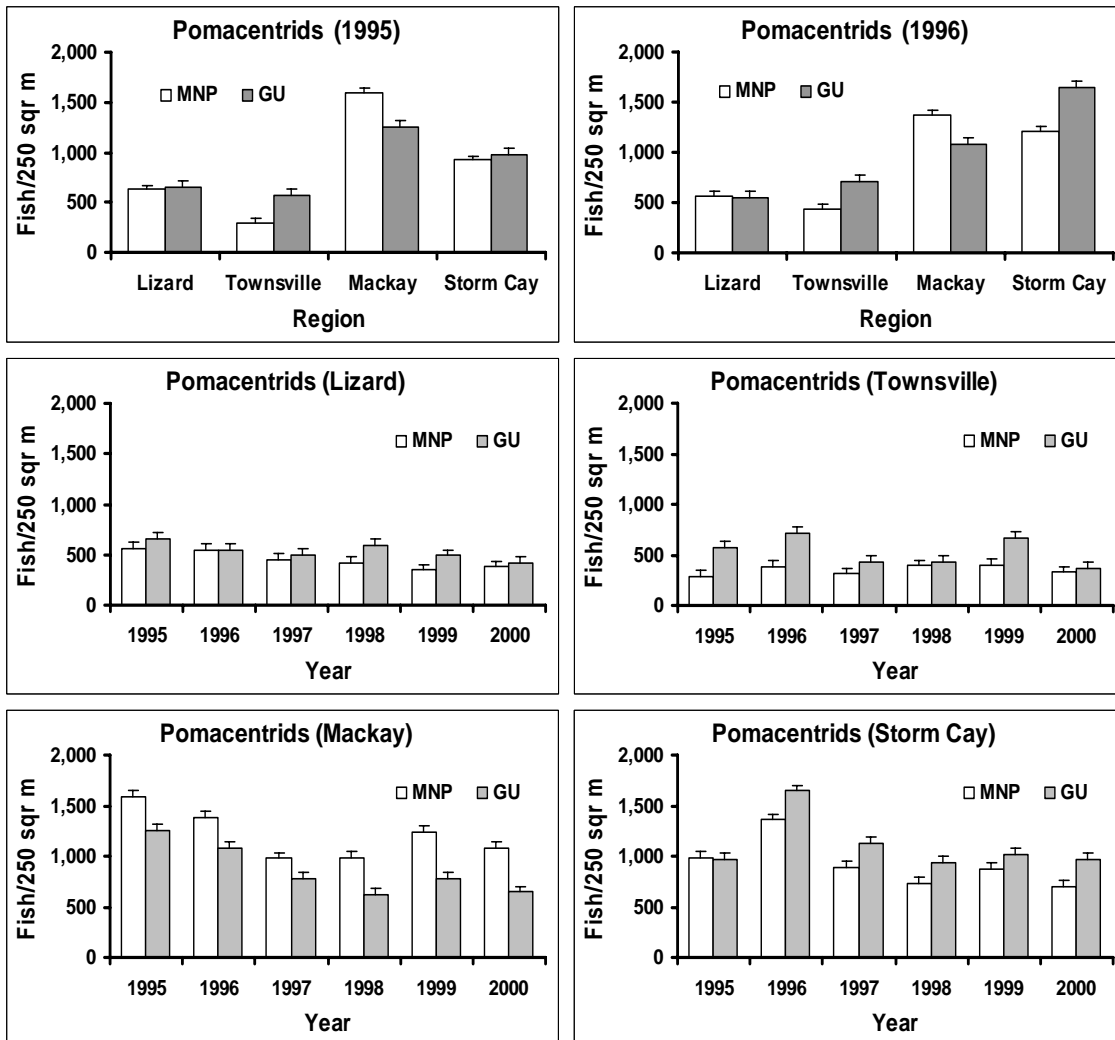 Pomacentrids (1995)
Fish/250 sqr m
2,000
1,500
1,000
500
0
MNP GU
Lizard Townsville Mackay Storm Cay
Region
Pomacentrids (1996)
Fish/250 sqr m
2,000
1,500
1,000
500
0
MNP GU
Lizard Townsville Mackay Storm Cay
Region
Pomacentrids (Lizard)
Fish/250 sqr m
2,000
1,500
1,000
500
0
MNP GU
1995 1996 1997 1998 1999 2000
Year
Pomacentrids (Townsville)
Fish/250 sqr m
2,000
1,500
1,000
500
0
MNP GU
1995 1996 1997 1998 1999 2000
Year
Pomacentrids (Mackay)
Fish/250 sqr m
2,000
1,500
1,000
500
0
MNP GU
1995 1996 1997 1998 1999 2000
Year
Pomacentrids (Storm Cay)
Fish/250 sqr m
2,000
1,500
1,000
500
0
MNP GU
1995 1996 1997 1998 1999 2000
Year